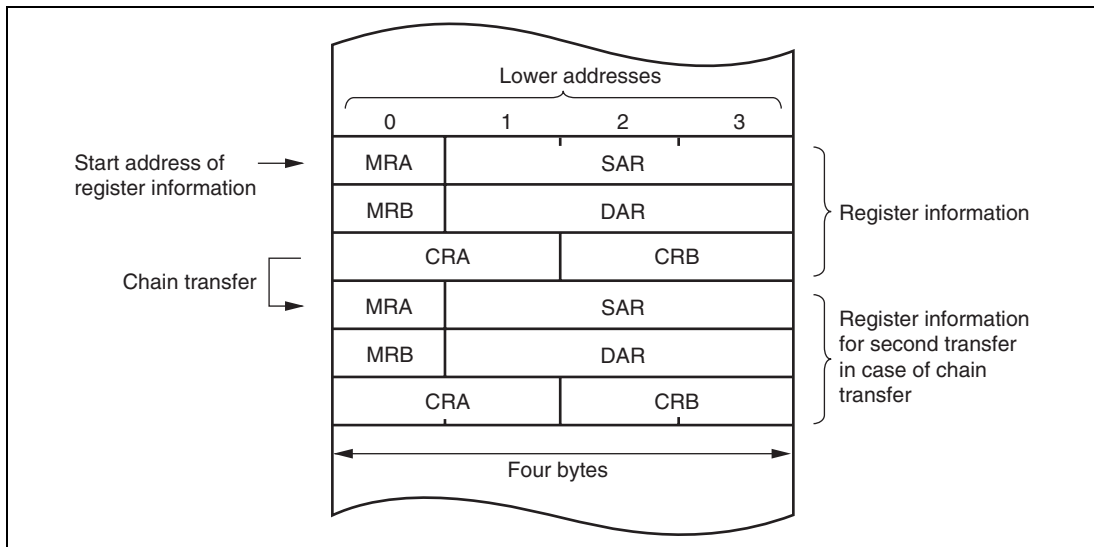 Lower addresses
0 1 2 3
Start address of
register information
MRA SAR
MRB DAR
CRA CRB
Register information
Chain transfer
MRA SAR
MRB DAR
CRA CRB
Register information
for second transfer
in case of chain
transfer
Four bytes